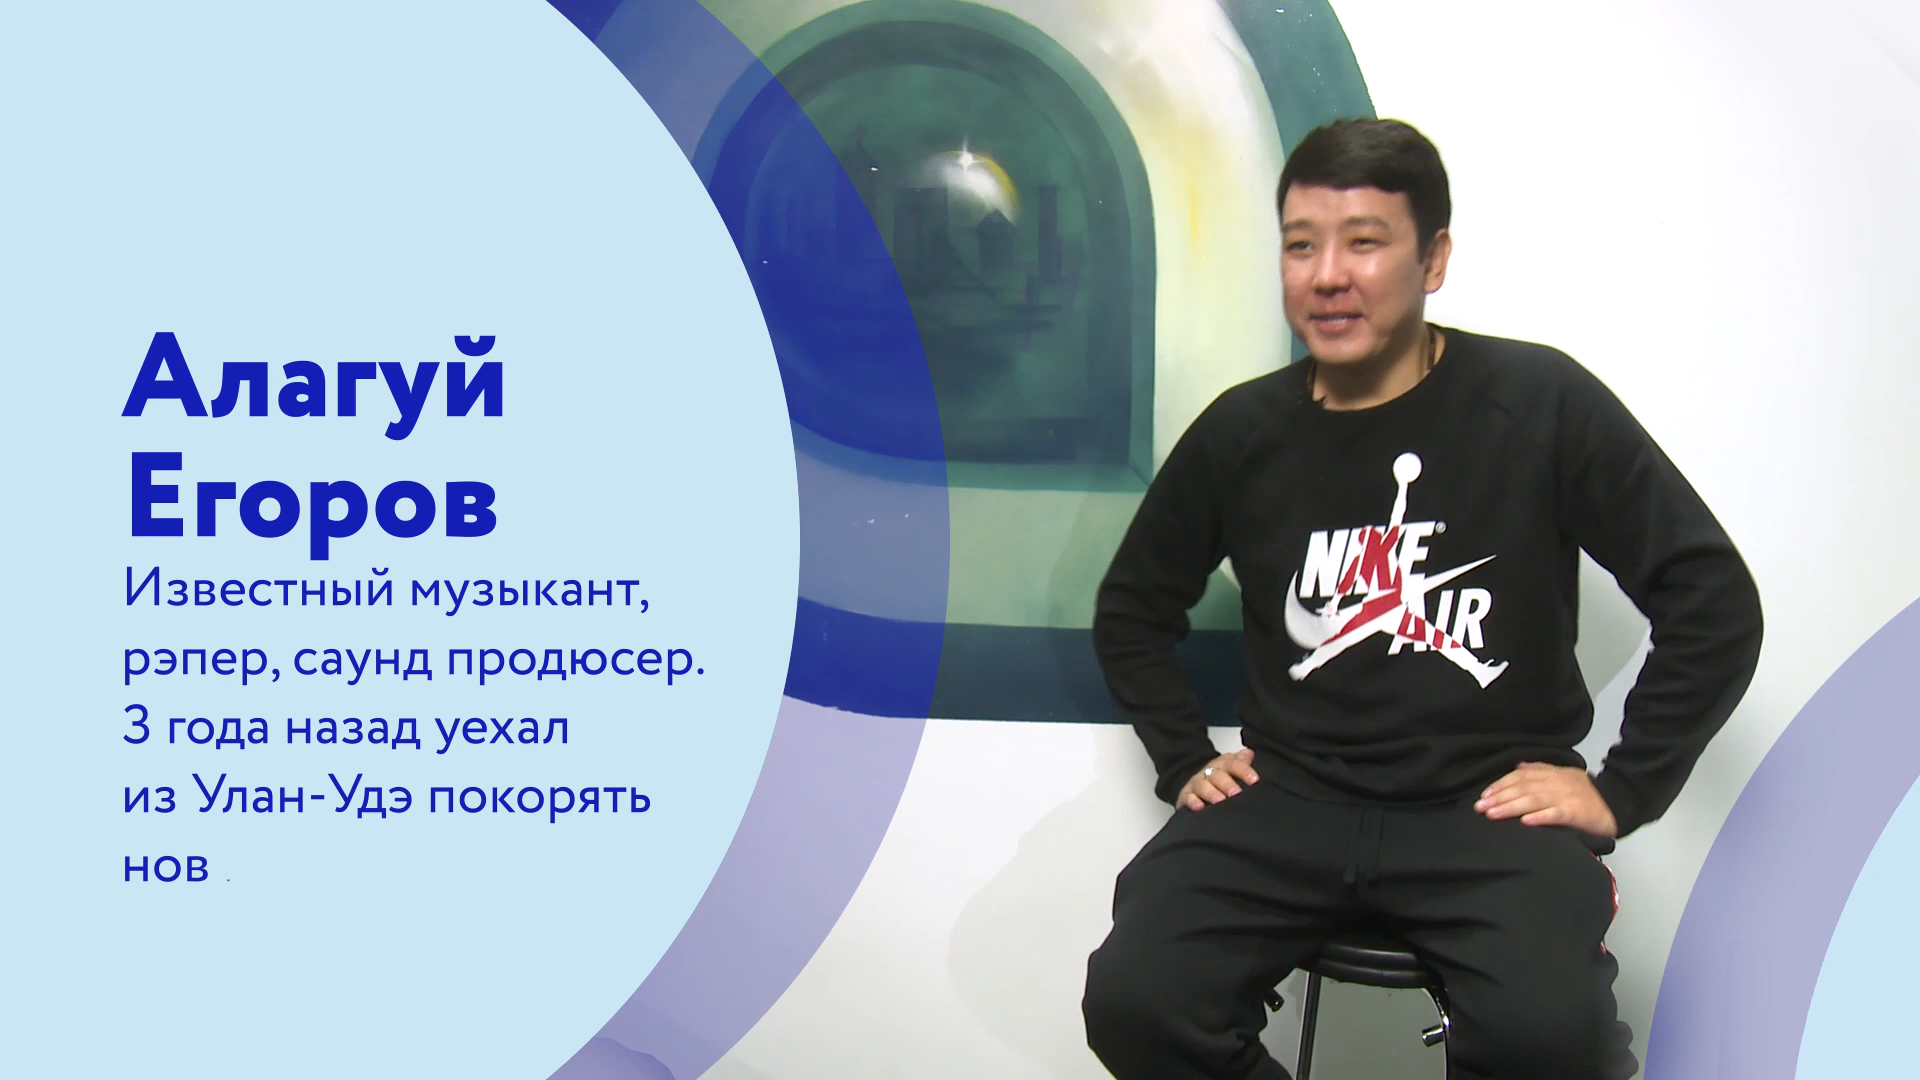 Алагуй
Егоров
Известный музыкант,
рэпер, саунд продюсер.
3 года назад уехал
из Улан-Удэ покорять
нов
NIKE
AIR